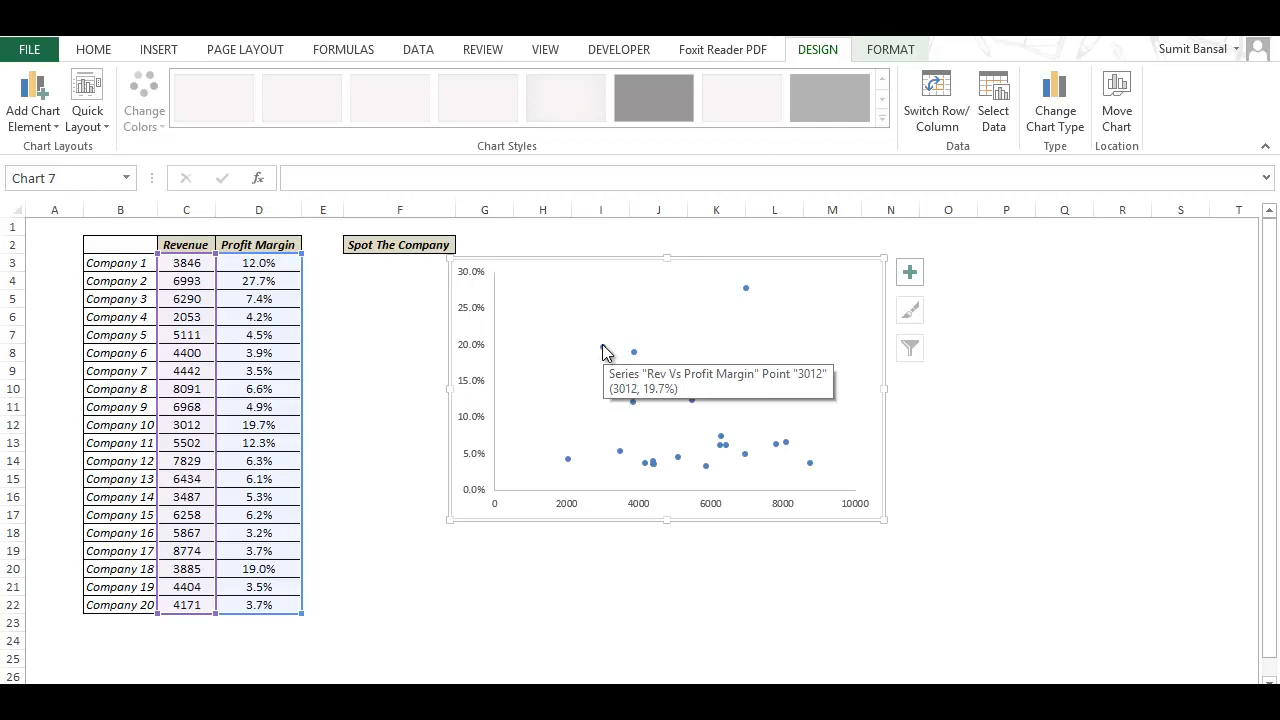 FILE HOME INSERT PAGE LAYOUT FORMULAS DATA REVIEW VIEW DEVELOPER Foxit Reader PDF DESIGN FORMAT Sumit Bansal
Add Chart Element Quick Layout Change Colors Switch Row/ Column Select Data Change Chart Type Move Chart
Chart Layouts Chart Styles Data Type Location
Chart 7 fx
A B C D E F G H I J K L M N O P Q R S T
1
2 Revenue Profit Margin Spot The Company
3 Company 1 3846 12.0%
4 Company 2 6993 27.7%
5 Company 3 6290 7.4%
6 Company 4 2053 4.2%
7 Company 5 5111 4.5%
8 Company 6 4400 3.9%
9 Company 7 4442 3.5%
10 Company 8 8091 6.6%
11 Company 9 6968 4.9%
12 Company 10 3012 19.7%
13 Company 11 5502 12.3%
14 Company 12 7829 6.3%
15 Company 13 6434 6.1%
16 Company 14 3487 5.3%
17 Company 15 6258 6.2%
18 Company 16 5867 3.2%
19 Company 17 8774 3.7%
20 Company 18 3885 19.0%
21 Company 19 4404 3.5%
22 Company 20 4171 3.7%
23
24
25
26
30.0%
25.0%
20.0%
15.0%
10.0%
5.0%
0.0%
0 2000 4000 6000 8000 10000
Series "Rev Vs Profit Margin" Point "3012"
(3012, 19.7%)